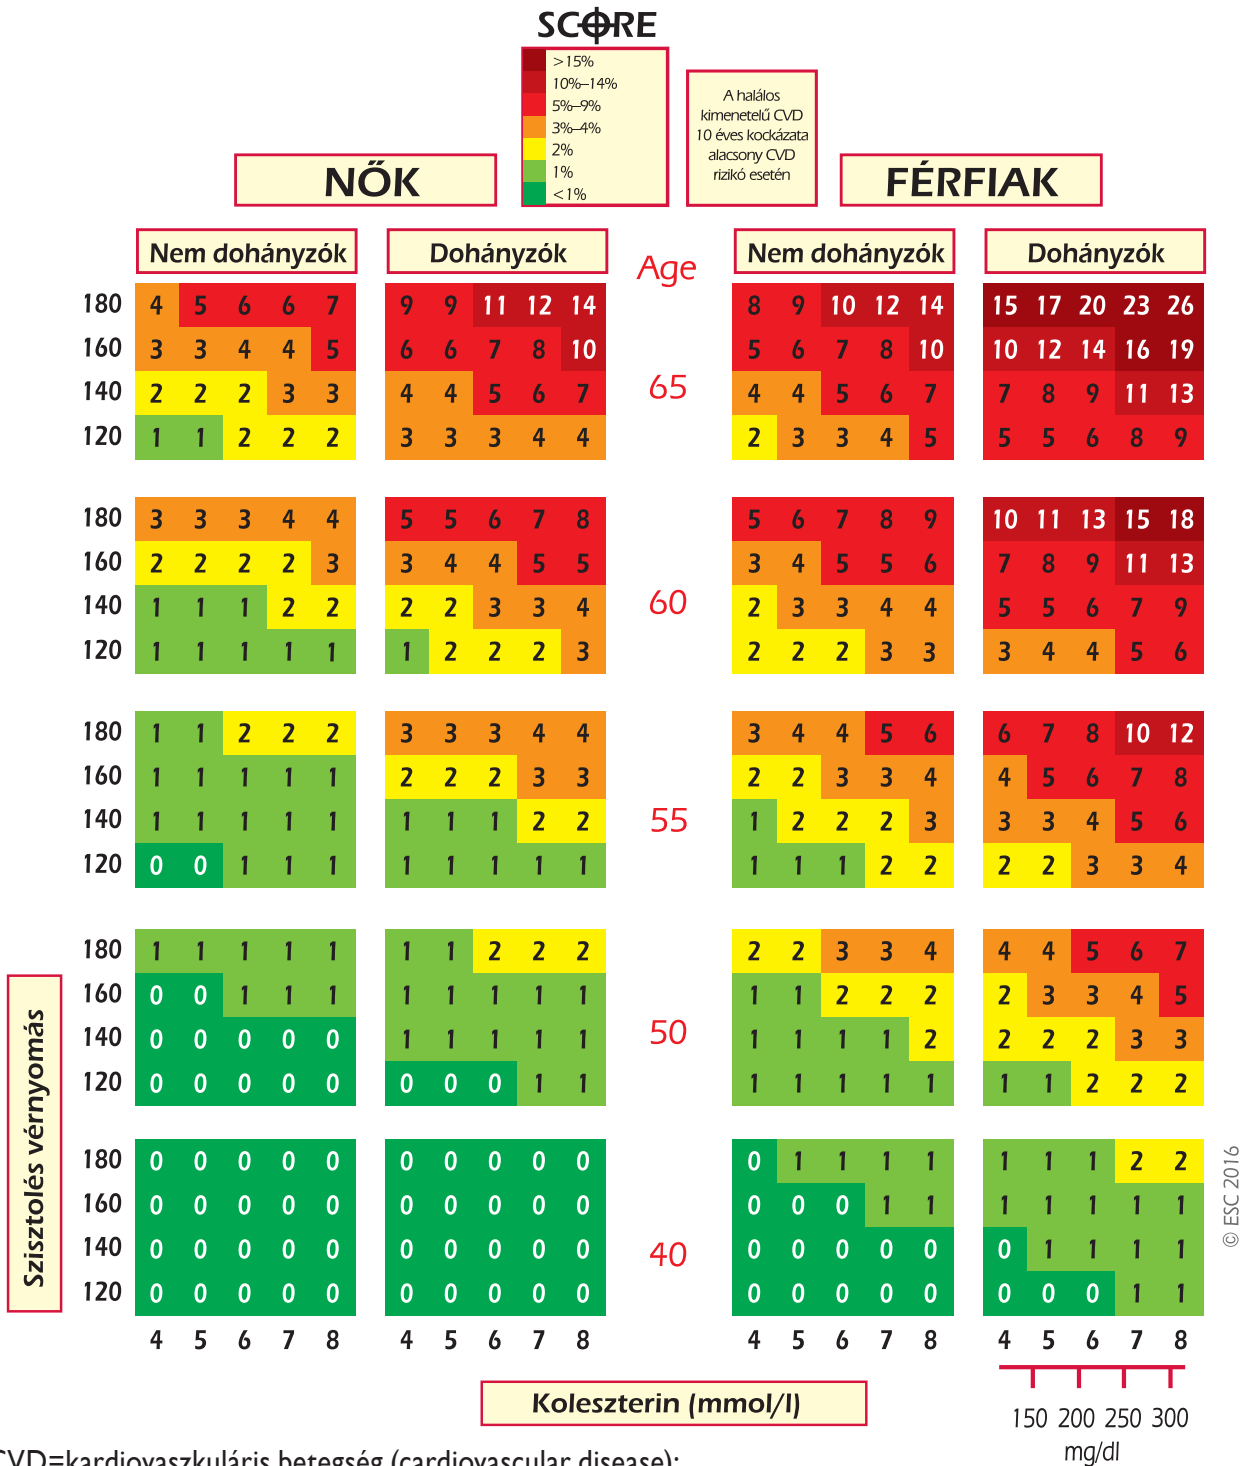 SCORE
>15%
10%–14%
5%–9%
3%–4%
2%
1%
<1%
A halálos
kimenetelű CVD
10 éves kockázata
alacsony CVD
rizikó esetén
NŐK
FÉRFIAK
Nem dohányzók Dohányzók Age Nem dohányzók Dohányzók
180 4 5 6 6 7 9 9 11 12 14 8 9 10 12 14 15 17 20 23 26
160 3 3 4 4 5 6 6 7 8 10 5 6 7 8 10 10 12 14 16 19
65
140 2 2 2 3 3 4 4 5 6 7 4 4 5 6 7 7 8 9 11 13
120 1 1 2 2 2 3 3 3 4 4 2 3 3 4 5 5 5 6 8 9
180 3 3 3 4 4 5 5 6 7 8 5 6 7 8 9 10 11 13 15 18
160 2 2 2 2 3 3 4 4 5 5 3 4 5 5 6 7 8 9 11 13
60
140 1 1 1 2 2 2 2 3 3 4 2 3 3 4 4 5 5 6 7 9
120 1 1 1 1 1 1 2 2 2 3 2 2 2 3 3 3 4 4 5 6
180 1 1 2 2 2 3 3 3 4 4 3 4 4 5 6 6 7 8 10 12
160 1 1 1 1 1 2 2 2 3 3 2 2 3 3 4 4 5 6 7 8
55
140 1 1 1 1 1 1 1 1 2 2 1 2 2 2 3 3 3 4 5 6
120 0 0 1 1 1 1 1 1 1 1 1 1 1 2 2 2 2 3 3 4
180 1 1 1 1 1 1 1 2 2 2 2 2 3 3 4 4 4 5 6 7
160 0 0 1 1 1 1 1 1 1 1 1 1 2 2 2 2 3 3 4 5
50
140 0 0 0 0 0 1 1 1 1 1 1 1 1 1 2 2 2 2 3 3
120 0 0 0 0 0 0 0 0 1 1 1 1 1 1 1 1 1 2 2 2
180 0 0 0 0 0 0 0 0 0 0 0 1 1 1 1 1 1 1 2 2
160 0 0 0 0 0 0 0 0 0 0 0 0 0 1 1 1 1 1 1 1
40
140 0 0 0 0 0 0 0 0 0 0 0 0 0 0 0 0 1 1 1 1
120 0 0 0 0 0 0 0 0 0 0 0 0 0 0 0 0 0 0 1 1
4 5 6 7 8 4 5 6 7 8 4 5 6 7 8 4 5 6 7 8
Szisztolés vérnyomás
© ESC 2016
Koleszterin (mmol/l)
150 200 250 300
mg/dl
CVD=kardiovaszkuláris betegség (cardiovascular disease);